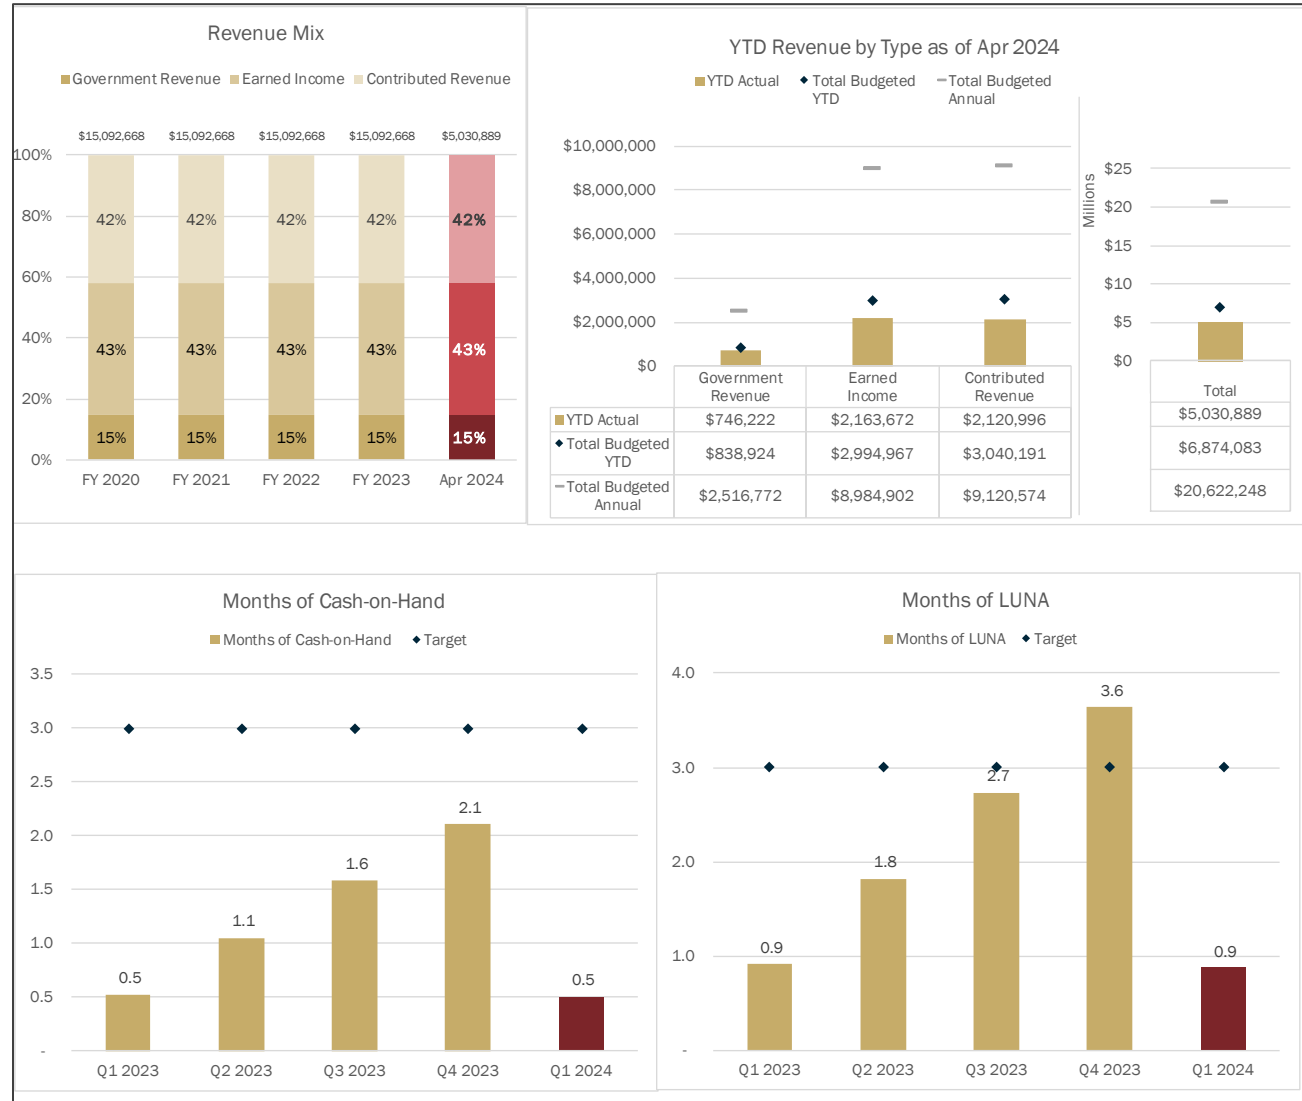 Revenue Mix
Government Revenue Earned Income Contributed Revenue
$15,092,668 $15,092,668 $15,092,668 $15,092,668 $5,030,889
100%
80%
60%
40%
20%
0%
42% 42% 42% 42% 42%
43% 43% 43% 43% 43%
15% 15% 15% 15% 15%
FY 2020 FY 2021 FY 2022 FY 2023 Apr 2024
YTD Revenue by Type as of Apr 2024
YTD Actual Total Budgeted YTD Total Budgeted Annual
$10,000,000
$8,000,000
$6,000,000
$4,000,000
$2,000,000
$0
Government Revenue Earned Income Contributed Revenue
YTD Actual $746,222 $2,163,672 $2,120,996
Total Budgeted YTD $838,924 $2,994,967 $3,040,191
Total Budgeted Annual $2,516,772 $8,984,902 $9,120,574
Millions
$25
$20
$15
$10
$5
$0
Total
$5,030,889
$6,874,083
$20,622,248
Months of Cash-on-Hand
Months of Cash-on-Hand Target
3.5
3.0
2.5
2.0
1.5
1.0
0.5
-
0.5 1.1 1.6 2.1 0.5
Q1 2023 Q2 2023 Q3 2023 Q4 2023 Q1 2024
Months of LUNA
Months of LUNA Target
4.0
3.0
2.0
1.0
-
0.9 1.8 2.7 3.6 0.9
Q1 2023 Q2 2023 Q3 2023 Q4 2023 Q1 2024